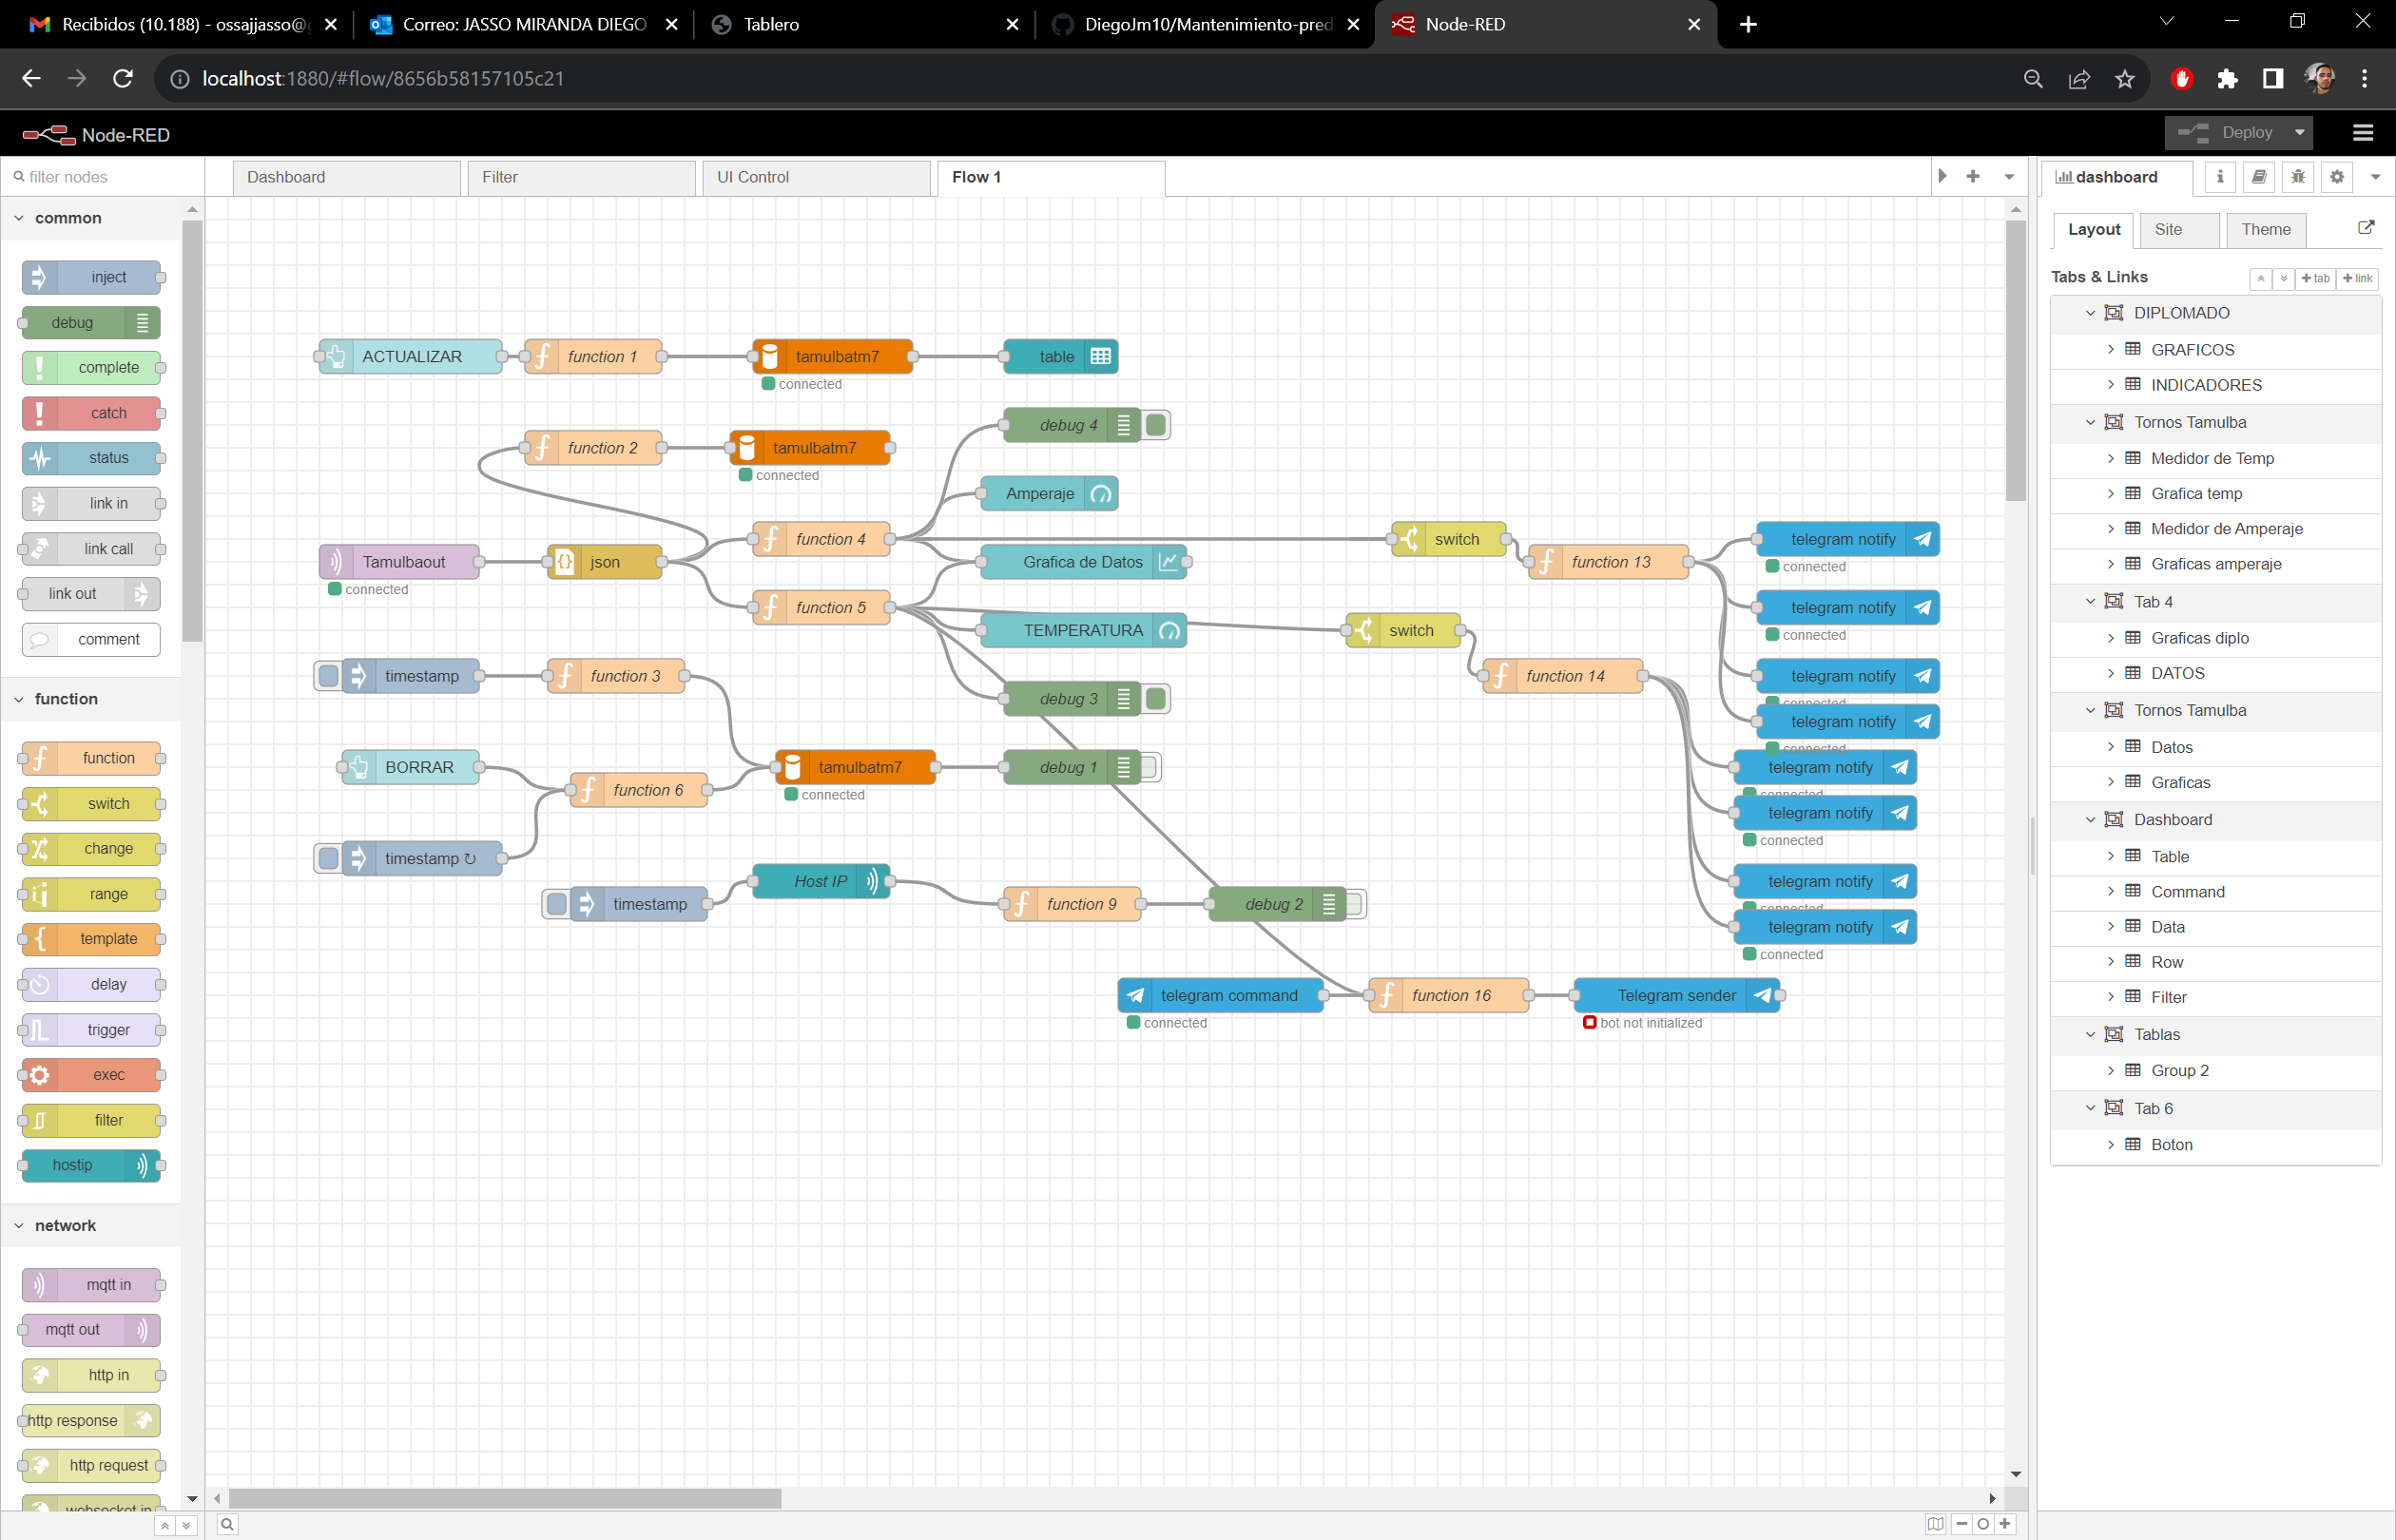 Recibidos (10.188) - ossajjasso@g
Correo: JASSO MIRANDA DIEGO
Tablero
DiegoJm10/Mantenimiento-pred
Node-RED
localhost:1880/#flow/8656b58157105c21
Node-RED
Deploy
filter nodes
Dashboard
Filter
UI Control
Flow 1
dashboard
common
inject
debug
complete
catch
status
link in
link call
link out
comment
function
function
switch
change
range
template
delay
trigger
exec
filter
hostip
network
mqtt in
mqtt out
http in
http response
http request
websocket in
ACTUALIZAR
function 1
tamulbatm7
connected
table
debug 4
function 2
tamulbatm7
connected
Amperaje
function 4
switch
telegram notify
connected
Tamulbaout
connected
json
Grafica de Datos
function 13
function 5
telegram notify
connected
TEMPERATURA
switch
timestamp
function 3
debug 3
function 14
telegram notify
connected
telegram notify
connected
BORRAR
function 6
tamulbatm7
connected
debug 1
telegram notify
connected
telegram notify
connected
timestamp ↻
Host IP
telegram notify
connected
timestamp
function 9
debug 2
telegram notify
connected
telegram command
connected
function 16
Telegram sender
bot not initialized
Layout
Site
Theme
Tabs & Links
tab
link
DIPLOMADO
GRAFICOS
INDICADORES
Tornos Tamulba
Medidor de Temp
Grafica temp
Medidor de Amperaje
Graficas amperaje
Tab 4
Graficas diplo
DATOS
Tornos Tamulba
Datos
Graficas
Dashboard
Table
Command
Data
Row
Filter
Tablas
Group 2
Tab 6
Boton